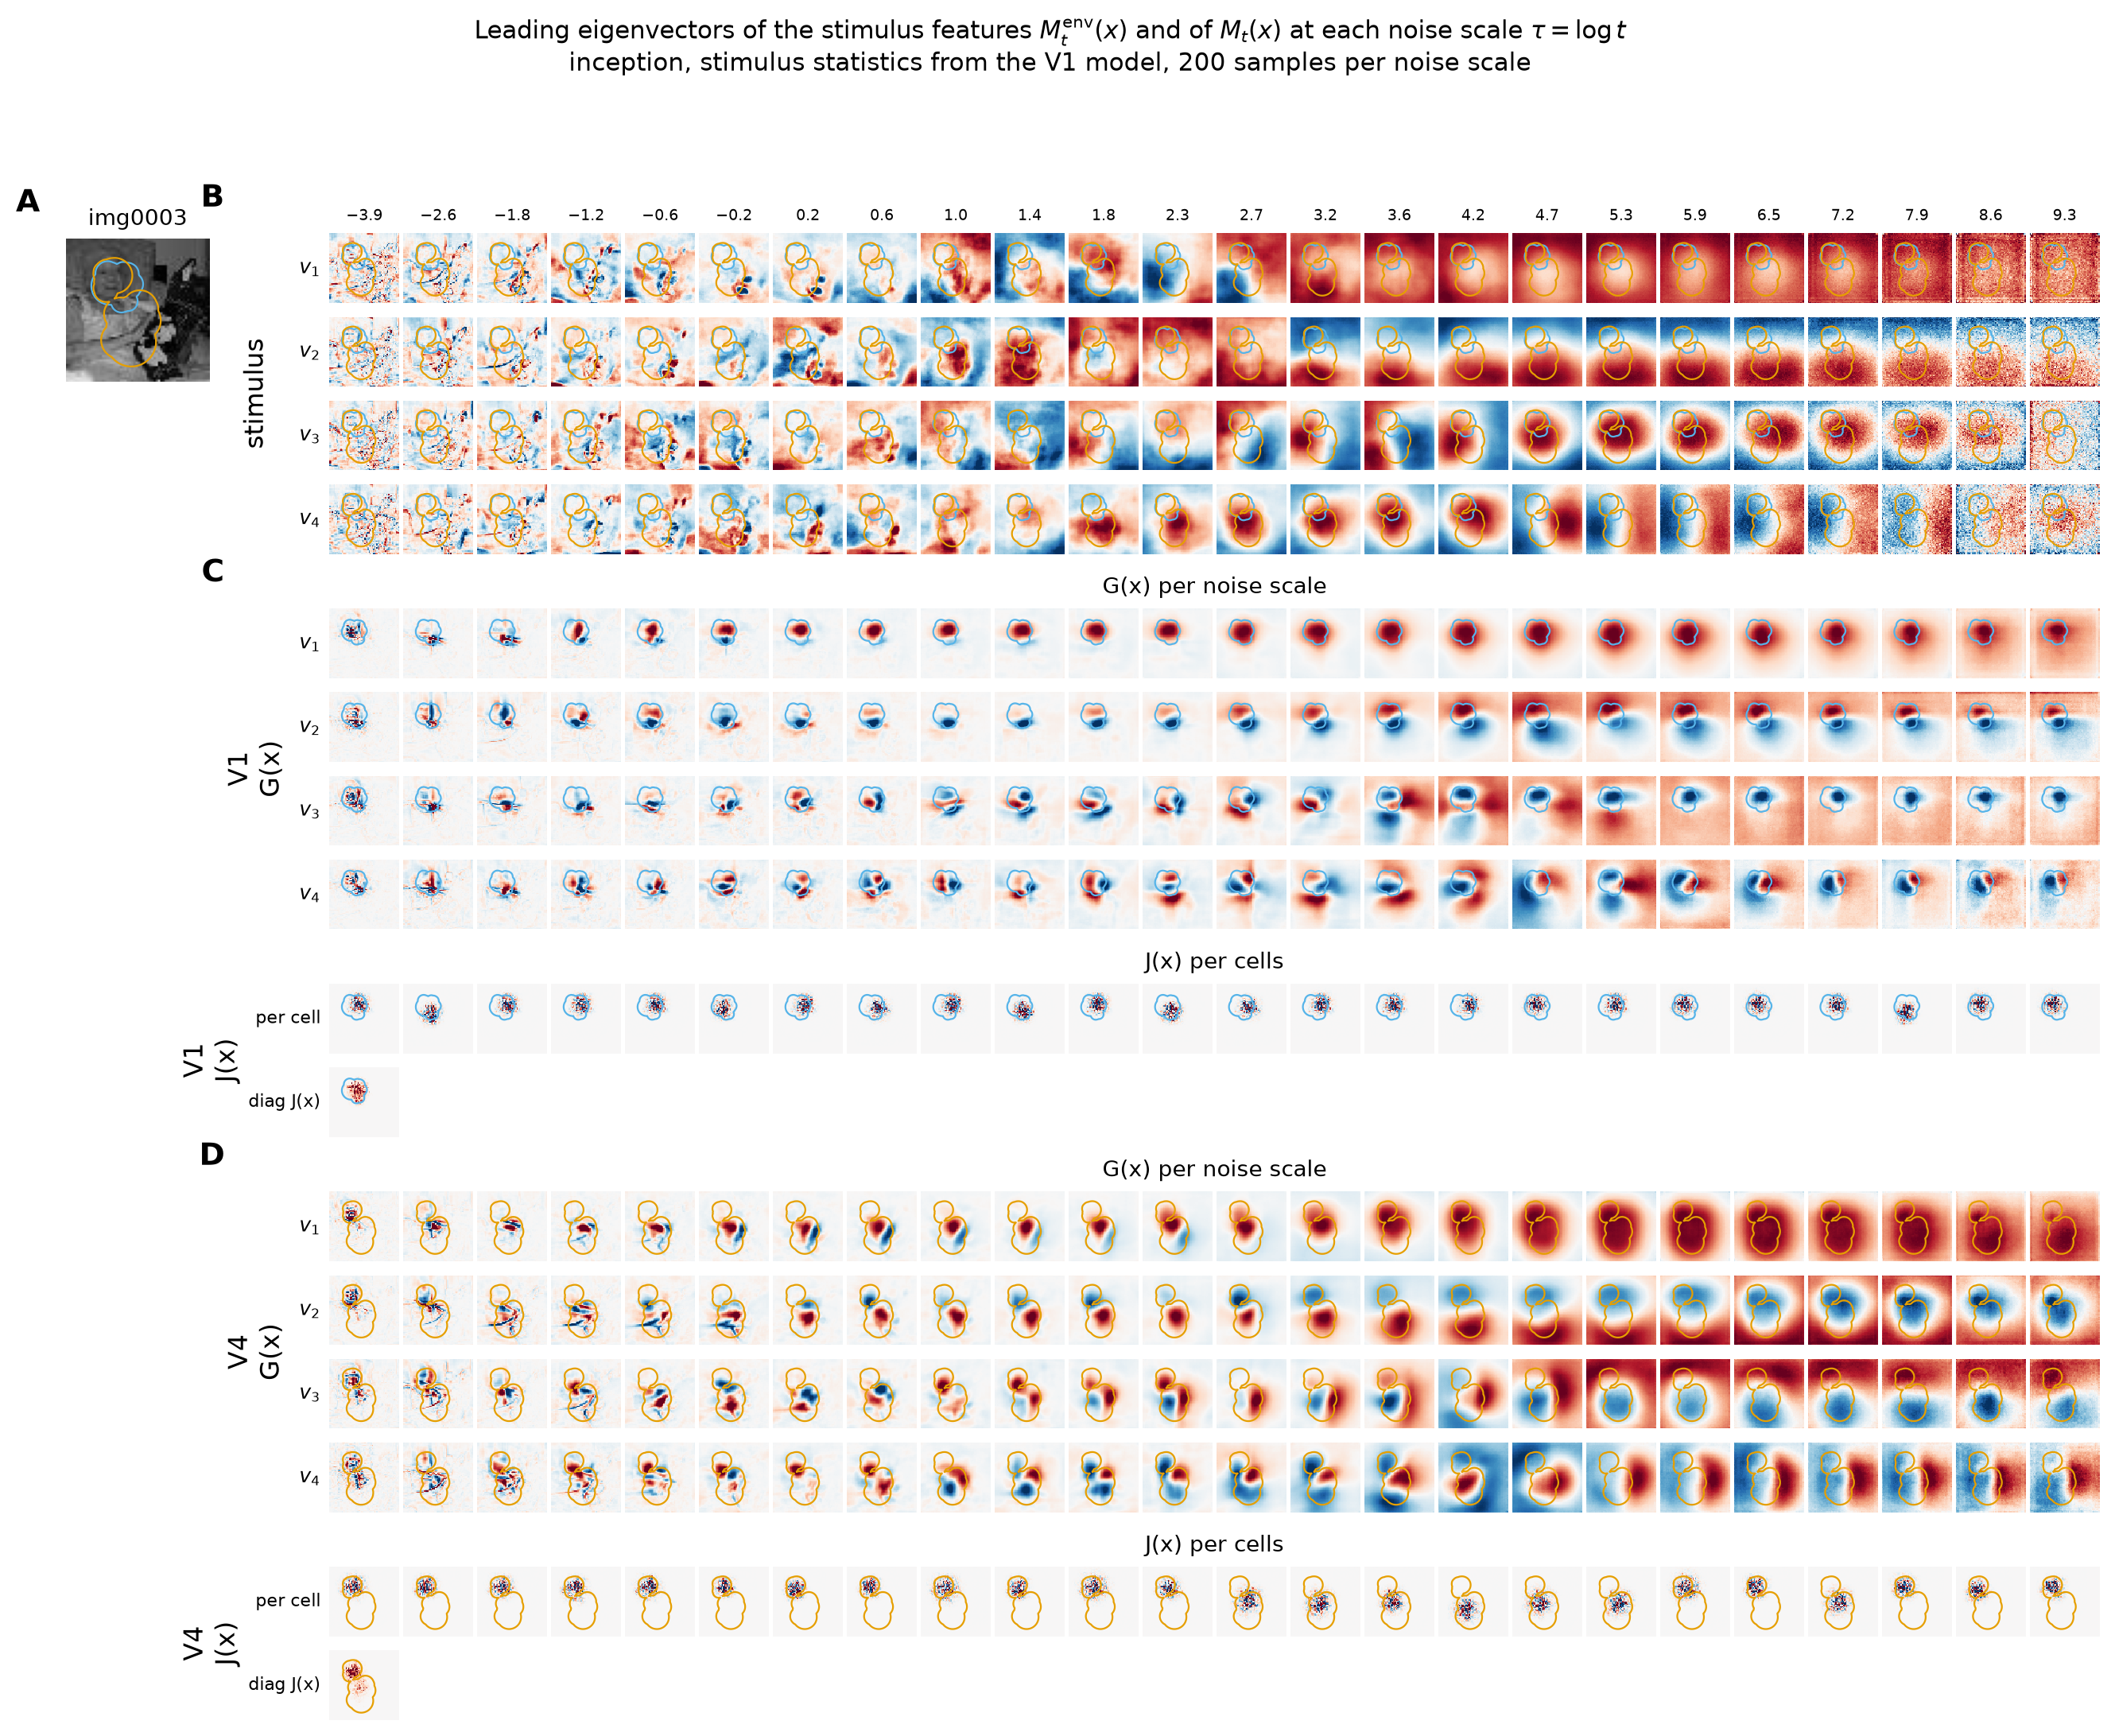 Leading eigenvectors of the stimulus features M_t^env(x) and of M_t(x) at each noise scale τ = log t
inception, stimulus statistics from the V1 model, 200 samples per noise scale
A
img0003
B
−3.9 −2.6 −1.8 −1.2 −0.6 −0.2 0.2 0.6 1.0 1.4 1.8 2.3 2.7 3.2 3.6 4.2 4.7 5.3 5.9 6.5 7.2 7.9 8.6 9.3
stimulus
v₁
v₂
v₃
v₄
C
G(x) per noise scale
V1
G(x)
v₁
v₂
v₃
v₄
J(x) per cells
V1
J(x)
per cell
diag J(x)
D
G(x) per noise scale
V4
G(x)
v₁
v₂
v₃
v₄
J(x) per cells
V4
J(x)
per cell
diag J(x)